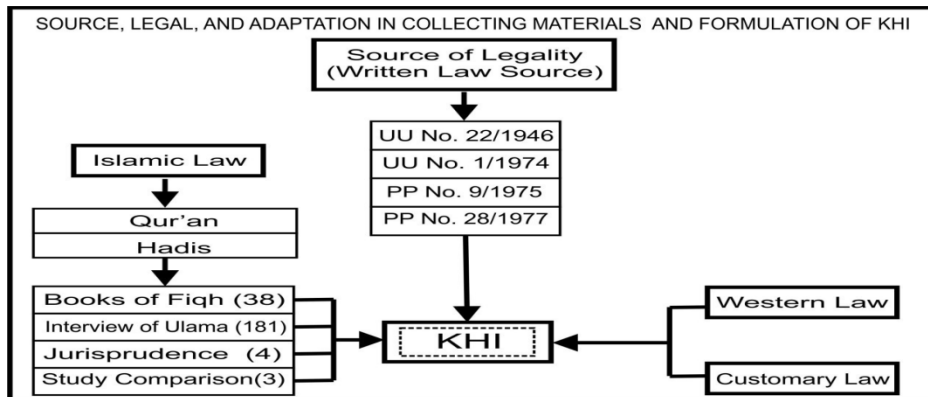 SOURCE, LEGAL, AND ADAPTATION IN COLLECTING MATERIALS AND FORMULATION OF KHI
Source of Legality
(Written Law Source)
UU No. 22/1946
UU No. 1/1974
PP No. 9/1975
PP No. 28/1977
Islamic Law
Qur'an
Hadis
Books of Fiqh (38)
Interview of Ulama (181)
Jurisprudence (4)
Study Comparison(3)
KHI
Western Law
Customary Law